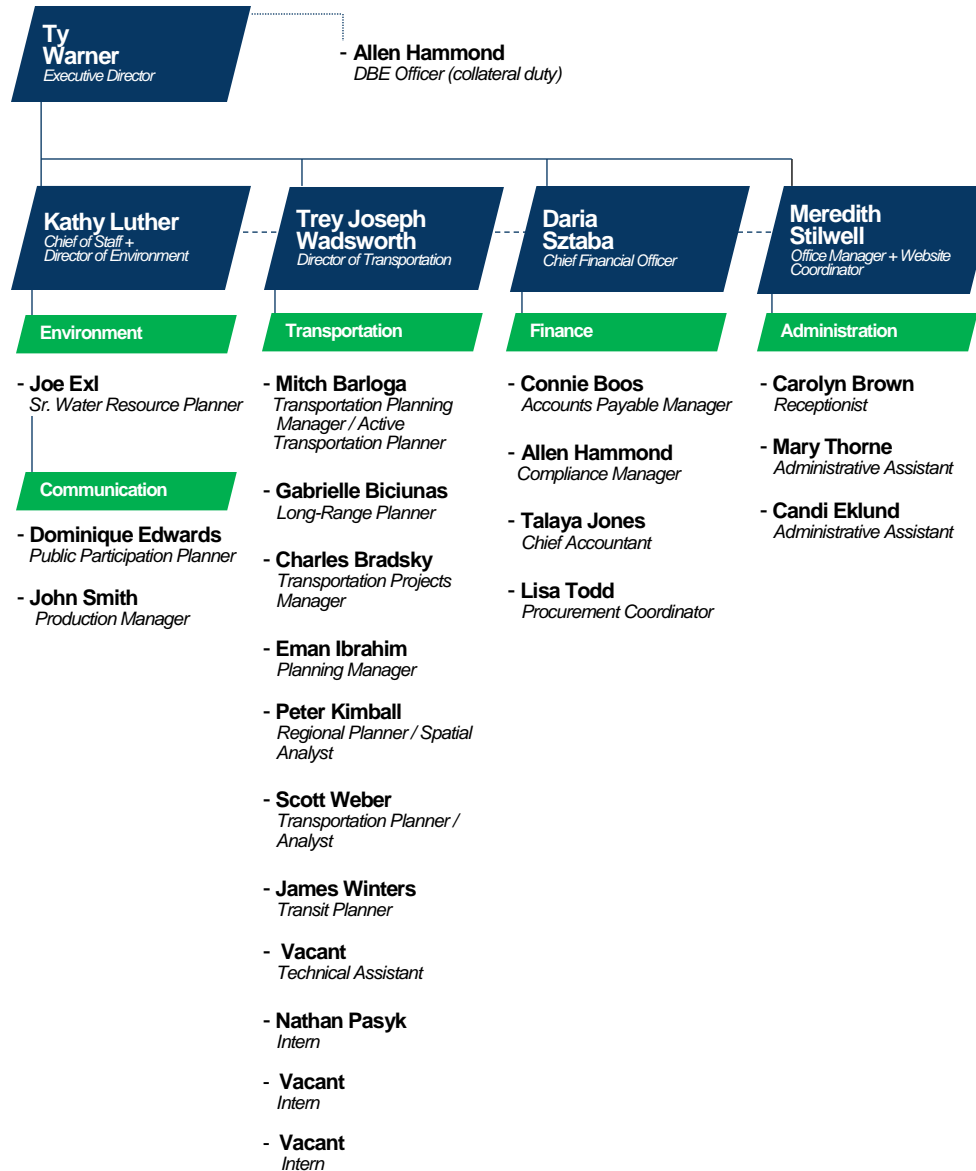 Ty
Warner
Executive Director
- Allen Hammond
DBE Officer (collateral duty)
Kathy Luther
Chief of Staff +
Director of Environment
Trey Joseph
Wadsworth
Director of Transportation
Daria
Sztaba
Chief Financial Officer
Meredith
Stilwell
Office Manager + Website
Coordinator
Environment
- Joe Exl
Sr. Water Resource Planner
Communication
- Dominique Edwards
Public Participation Planner
- John Smith
Production Manager
Transportation
- Mitch Barloga
Transportation Planning
Manager / Active
Transportation Planner
- Gabrielle Biciunas
Long-Range Planner
- Charles Bradsky
Transportation Projects
Manager
- Eman Ibrahim
Planning Manager
- Peter Kimball
Regional Planner / Spatial
Analyst
- Scott Weber
Transportation Planner /
Analyst
- James Winters
Transit Planner
- Vacant
Technical Assistant
- Nathan Pasyk
Intern
- Vacant
Intern
- Vacant
Intern
Finance
- Connie Boos
Accounts Payable Manager
- Allen Hammond
Compliance Manager
- Talaya Jones
Chief Accountant
- Lisa Todd
Procurement Coordinator
Administration
- Carolyn Brown
Receptionist
- Mary Thorne
Administrative Assistant
- Candi Eklund
Administrative Assistant